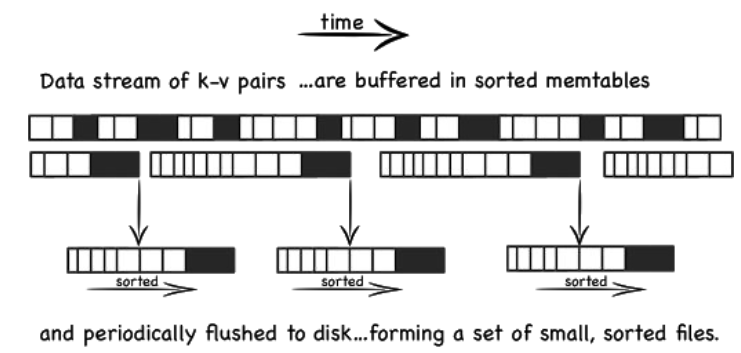 time
Data stream of k-v pairs ...are buffered in sorted memtables
sorted
sorted
sorted
and periodically flushed to disk...forming a set of small, sorted files.